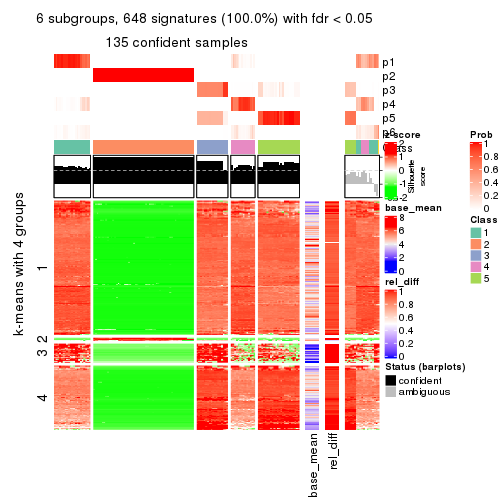 6 subgroups, 648 signatures (100.0%) with fdr < 0.05
135 confident samples
p1
p2
p3
p4
p5
p6
Class
z-score
2
1
0
-1
-2
Silhouette
score
k-means with 4 groups
1
2
3
4
base_mean
8
6
4
2
0
rel_diff
1
0.8
0.6
0.4
0.2
0
Status (barplots)
confident
ambiguous
Prob
1
0.8
0.6
0.4
0.2
0
Class
1
2
3
4
5
base_mean
rel_diff